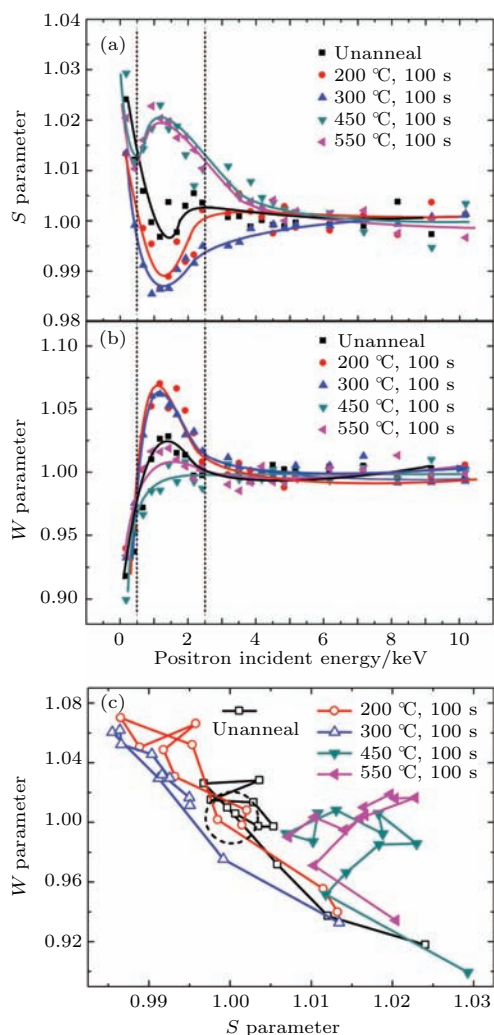 1.04
(a)
Unanneal
1.03
200 ℃, 100 s
300 ℃, 100 s
1.02
450 ℃, 100 s
550 ℃, 100 s
1.01
1.00
0.99
0.98
S parameter
(b)
1.10
Unanneal
200 ℃, 100 s
300 ℃, 100 s
1.05
450 ℃, 100 s
550 ℃, 100 s
1.00
0.95
0.90
W parameter
0 2 4 6 8 10
Positron incident energy/keV
1.08
(c)
Unanneal
200 ℃, 100 s
300 ℃, 100 s
450 ℃, 100 s
550 ℃, 100 s
1.04
1.00
0.96
0.92
W parameter
0.99 1.00 1.01 1.02 1.03
S parameter